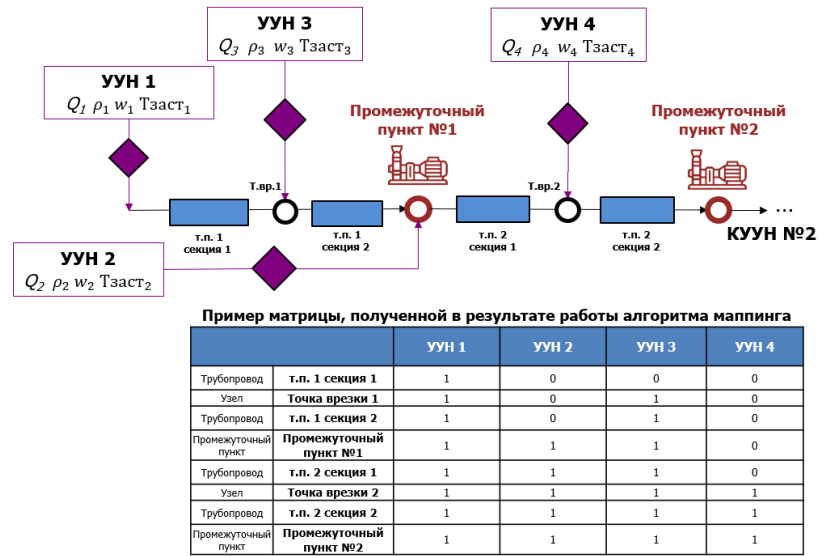 УУН 3
Q3 ρ3 w3 Tзаст3
УУН 4
Q4 ρ4 w4 Tзаст4
УУН 1
Q1 ρ1 w1 Tзаст1
Промежуточный
пункт №1
Промежуточный
пункт №2
Т.вр.1
Т.вр.2
...
т.п. 1
секция 1
т.п. 1
секция 2
т.п. 2
секция 1
т.п. 2
секция 2
КУУН №2
УУН 2
Q2 ρ2 w2 Tзаст2
Пример матрицы, полученной в результате работы алгоритма маппинга
УУН 1 УУН 2 УУН 3 УУН 4
Трубопровод т.п. 1 секция 1 1 0 0 0
Узел Точка врезки 1 1 0 1 0
Трубопровод т.п. 1 секция 2 1 0 1 0
Промежуточный пункт Промежуточный пункт №1 1 1 1 0
Трубопровод т.п. 2 секция 1 1 1 1 0
Узел Точка врезки 2 1 1 1 1
Трубопровод т.п. 2 секция 2 1 1 1 1
Промежуточный пункт Промежуточный пункт №2 1 1 1 1